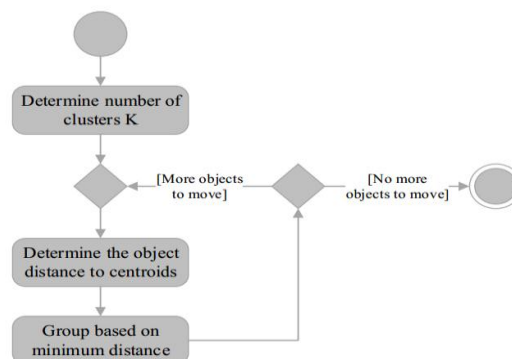 Determine number of
clusters K
[More objects
to move]
[No more
objects to move]
Determine the object
distance to centroids
Group based on
minimum distance